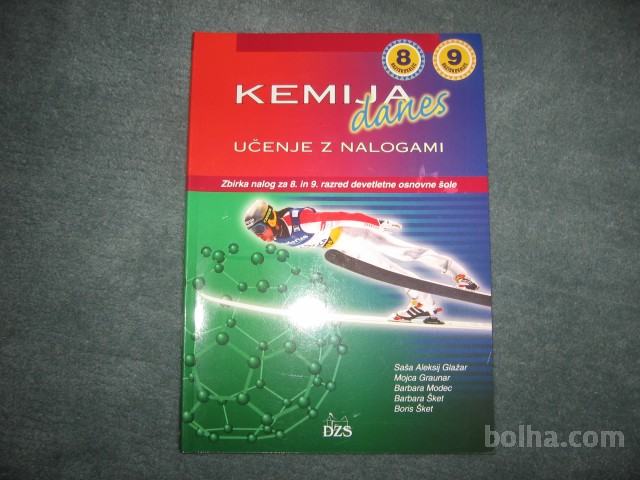 8
9
KEMIJA
danes
UČENJE Z NALOGAMI
Zbirka nalog za 8. in 9. razred devetletne osnovne šole
Saša Aleksij Glažar
Mojca Graunar
Barbara Modec
Barbara Šket
Boris Šket
DZS
bolha.com